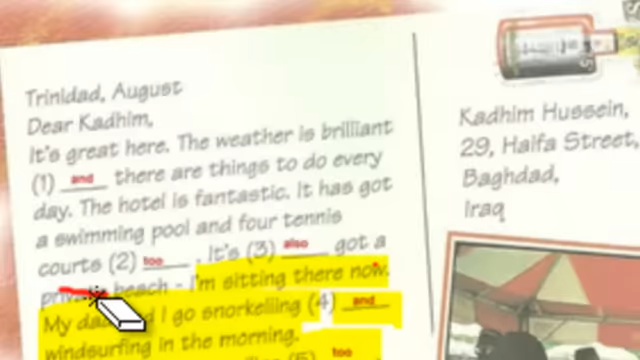 Trinidad, August
Dear Kadhim,
It's great here. The weather is brilliant
(1) and there are things to do every
day. The hotel is fantastic. It has got
a swimming pool and four tennis
courts (2) too . It's (3) also got a
beach - I'm sitting there now.
My I go snorkelling (4) and
windsurfing in the morning.
(5) too
Kadhim Hussein,
29, Haifa Street,
Baghdad,
Iraq